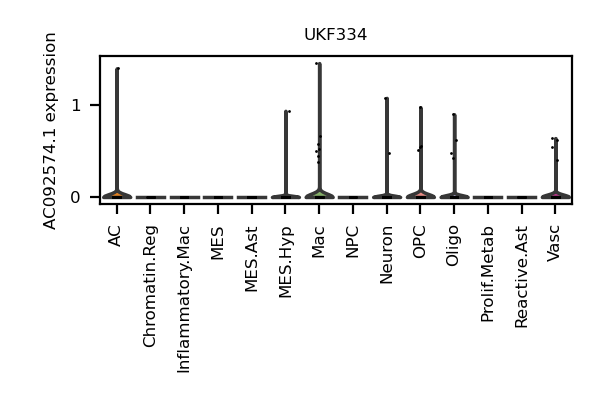 UKF334
AC092574.1 expression
1
0
AC
Chromatin.Reg
Inflammatory.Mac
MES
MES.Ast
MES.Hyp
Mac
NPC
Neuron
OPC
Oligo
Prolif.Metab
Reactive.Ast
Vasc